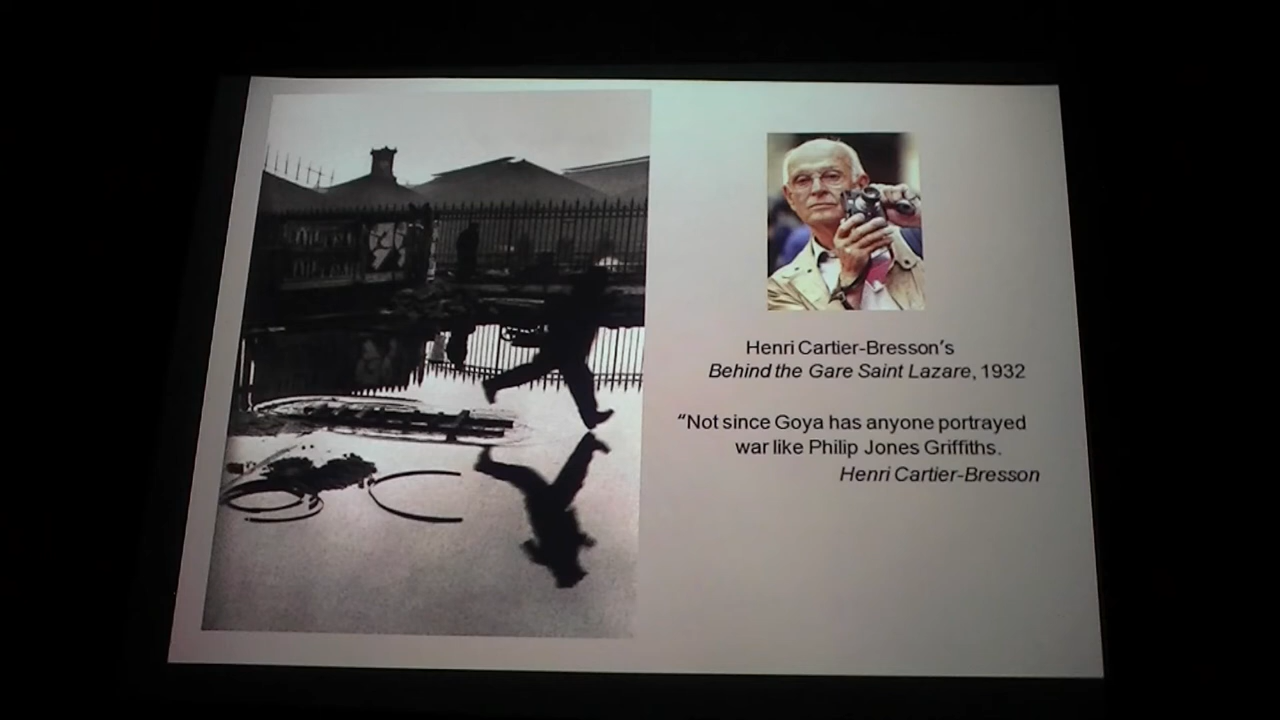 Henri Cartier-Bresson's
Behind the Gare Saint Lazare, 1932
“Not since Goya has anyone portrayed
war like Philip Jones Griffiths.
Henri Cartier-Bresson